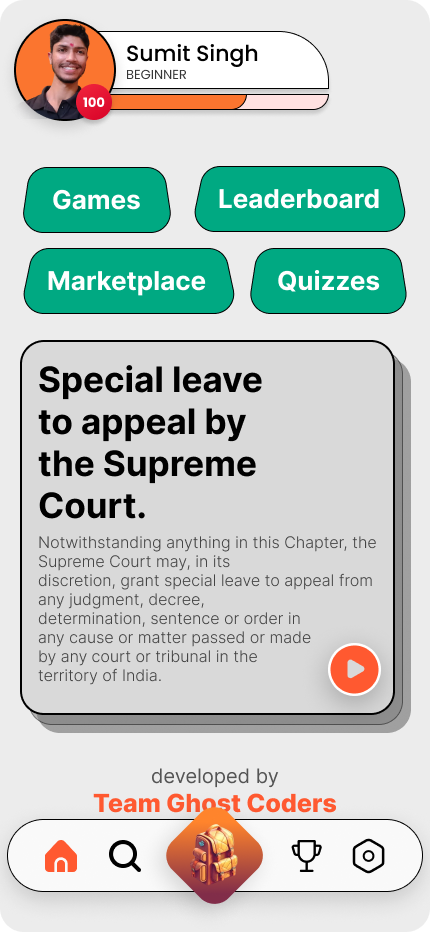 Sumit Singh
BEGINNER
100
Games
Leaderboard
Marketplace
Quizzes
Special leave
to appeal by
the Supreme
Court.
Notwithstanding anything in this Chapter, the
Supreme Court may, in its
discretion, grant special leave to appeal from
any judgment, decree,
determination, sentence or order in
any cause or matter passed or made
by any court or tribunal in the
territory of India.
developed by
Team Ghost Coders